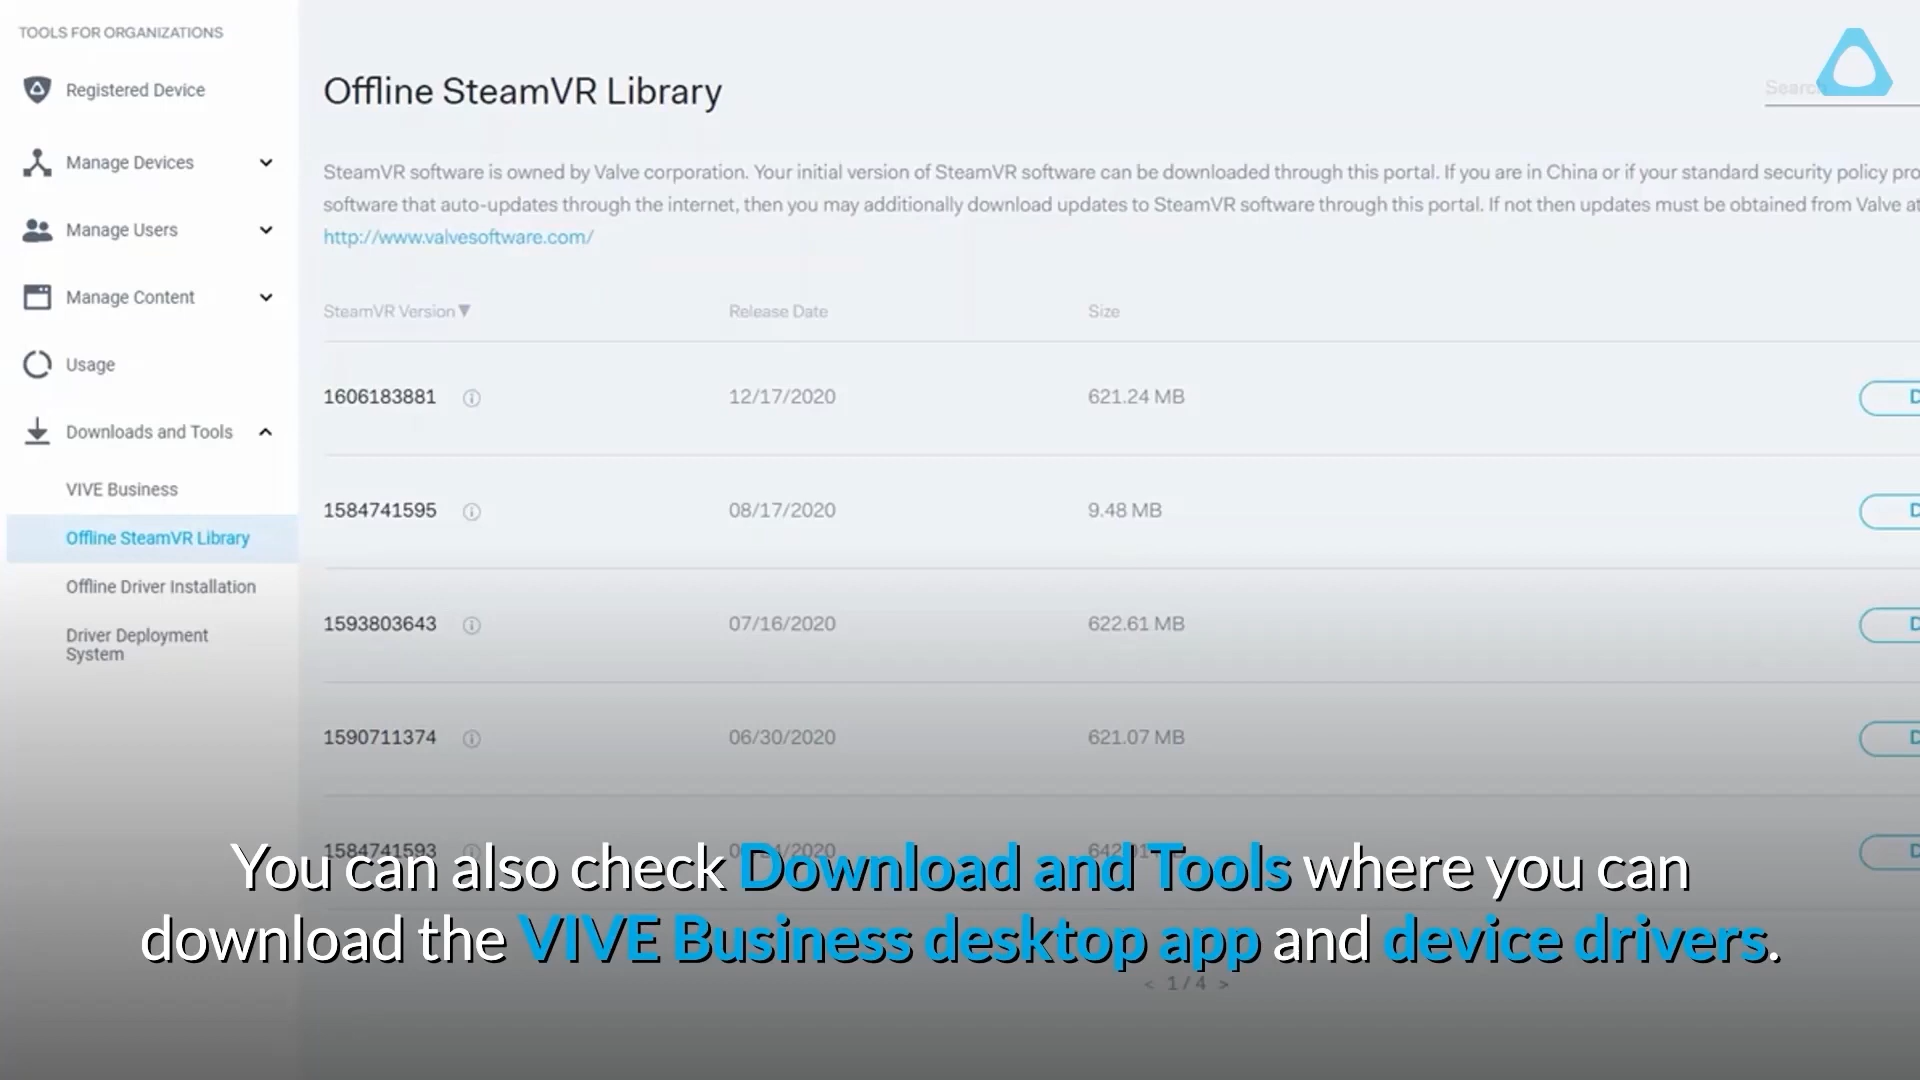 TOOLS FOR ORGANIZATIONS
Registered Device
Manage Devices
Manage Users
Manage Content
Usage
Downloads and Tools
VIVE Business
Offline SteamVR Library
Offline Driver Installation
Driver Deployment
System
Offline SteamVR Library
Search
SteamVR software is owned by Valve corporation. Your initial version of SteamVR software can be downloaded through this portal. If you are in China or if your standard security policy pro
software that auto-updates through the internet, then you may additionally download updates to SteamVR software through this portal. If not then updates must be obtained from Valve at
http://www.valvesoftware.com/
SteamVR Version▼ Release Date Size
1606183881 12/17/2020 621.24 MB
1584741595 08/17/2020 9.48 MB
1593803643 07/16/2020 622.61 MB
1590711374 06/30/2020 621.07 MB
1584741593
You can also check Download and Tools where you can
download the VIVE Business desktop app and device drivers.
< 1 / 4 >